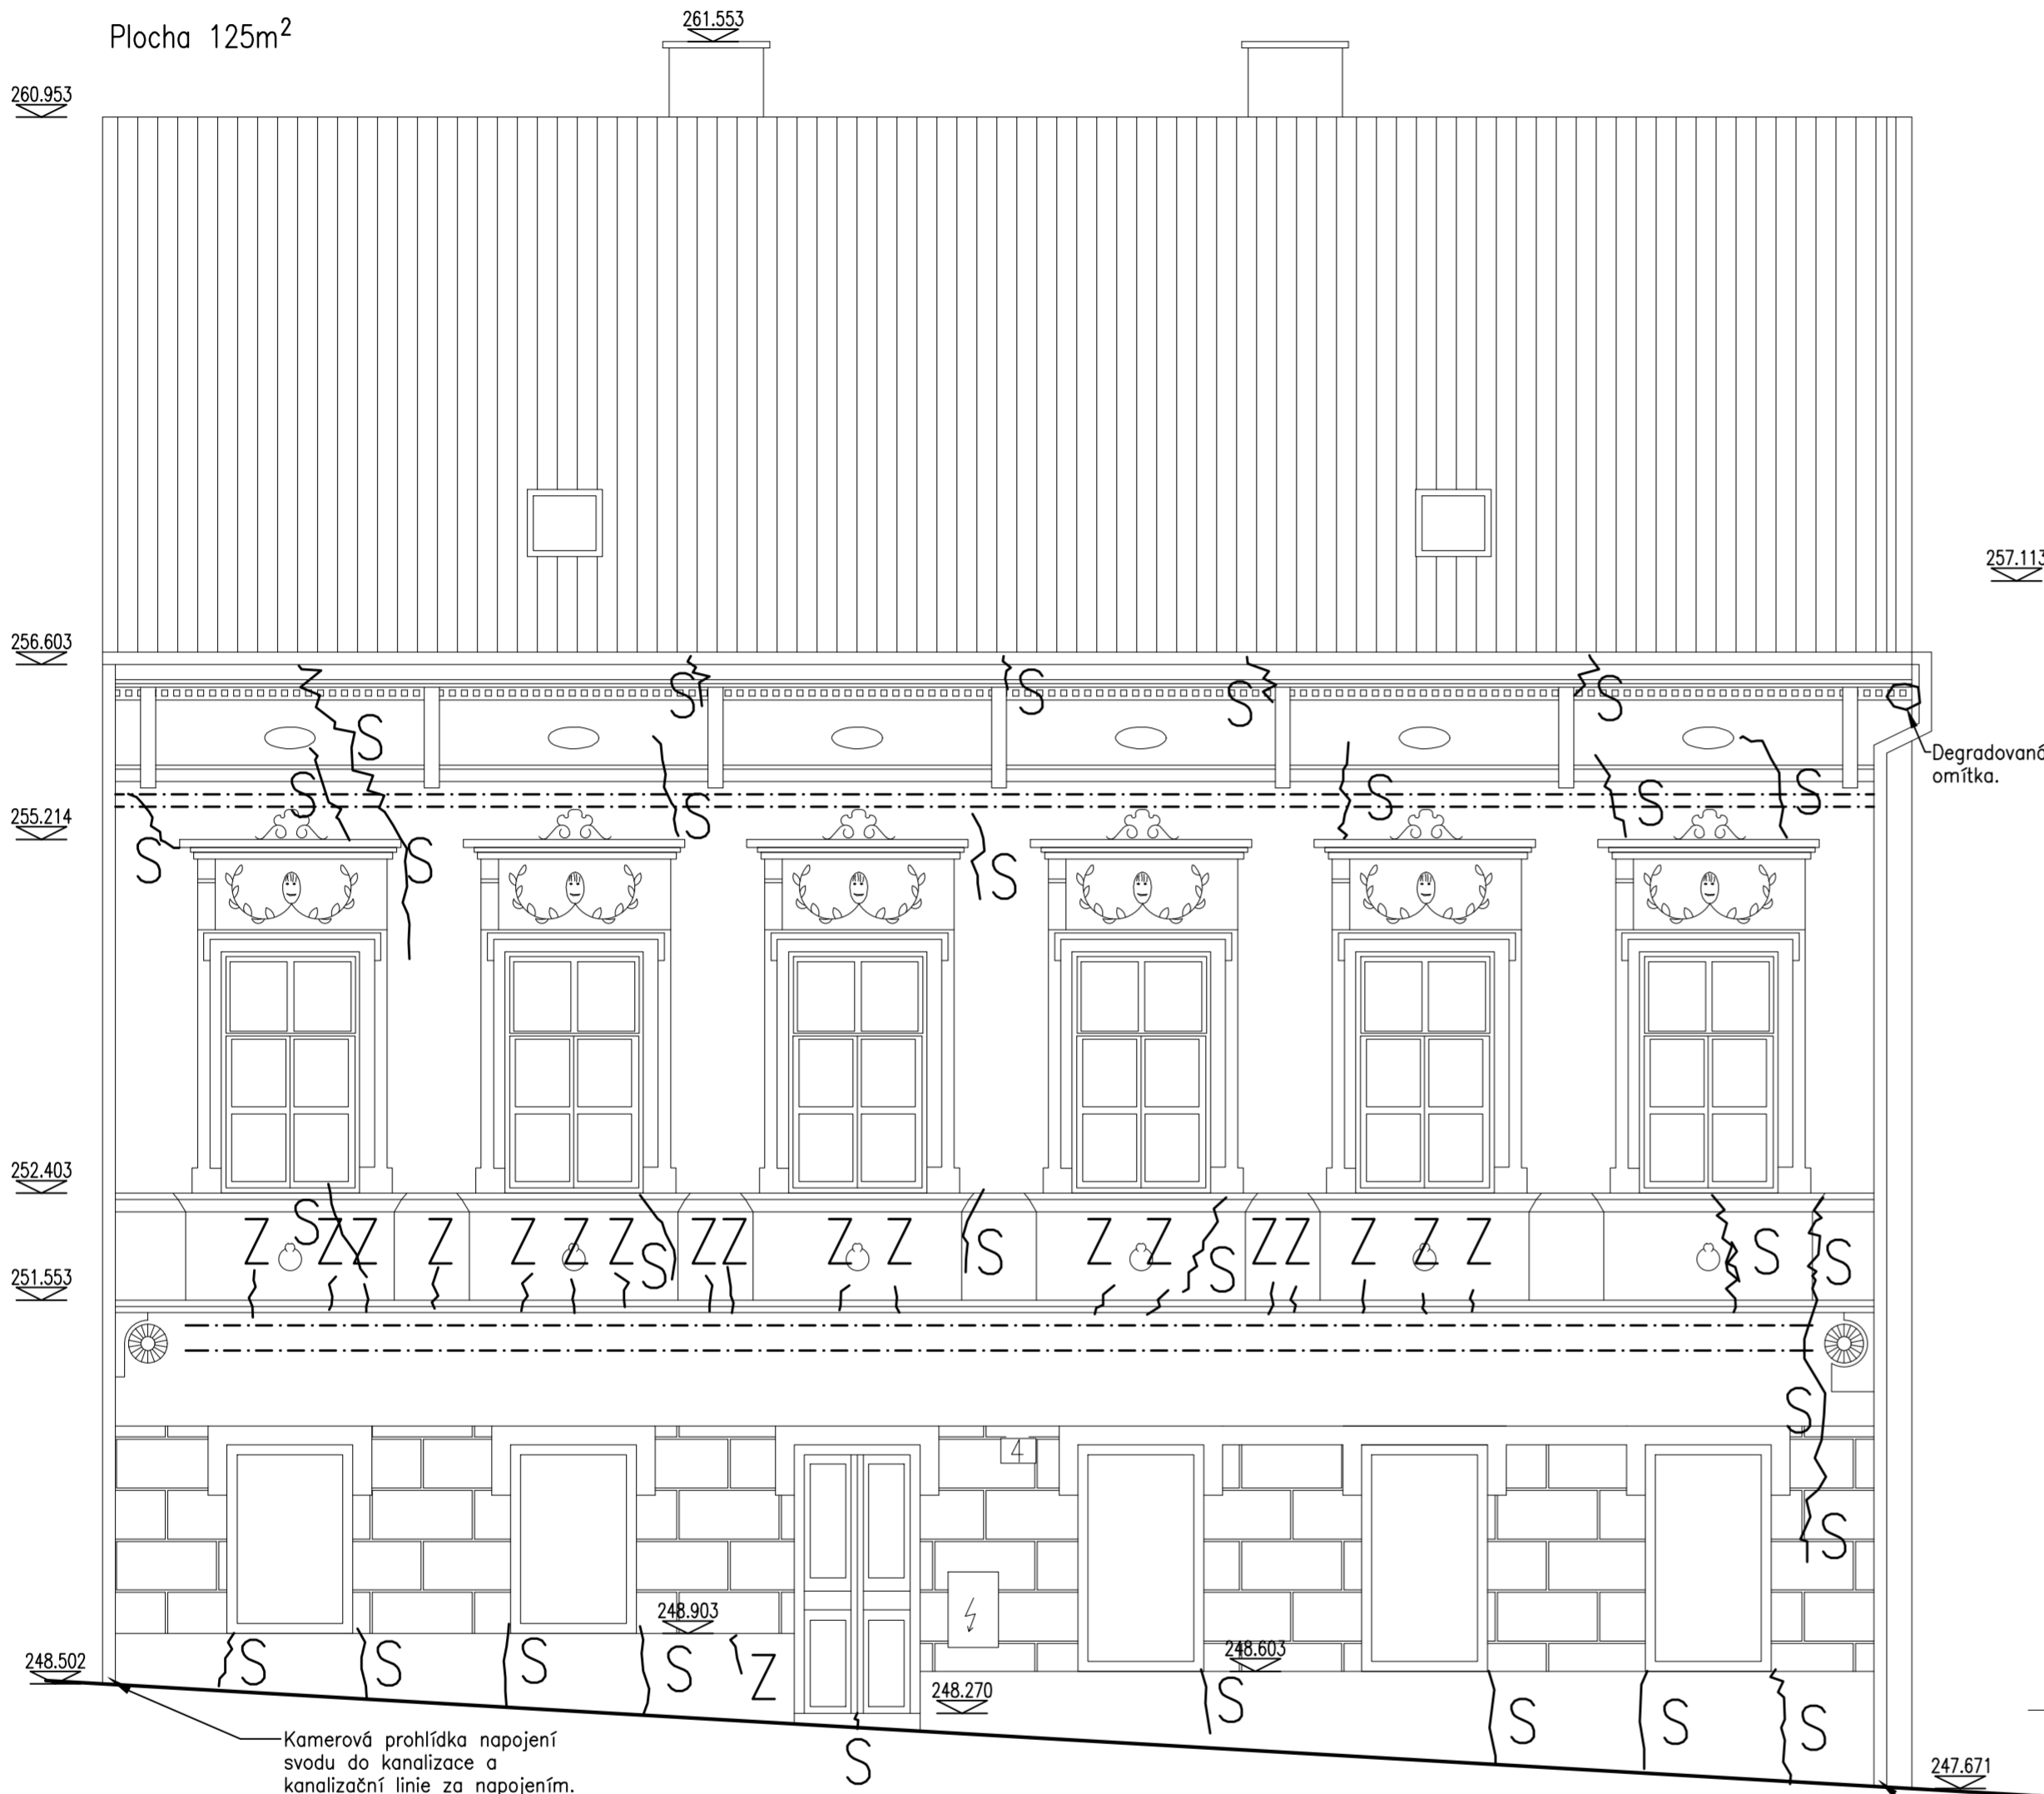 Plocha 125m²
261.553
260.953
257.113
256.603
S
S
S
S
S
Degradovaná
omítka.
S
S
S
S
S
255.214
S
S
S
252.403
S
Z Z Z Z Z Z Z Z Z Z Z Z Z Z Z Z Z Z
S
S
S
S
S
251.553
S
4
S
248.903
248.603
248.502
S
S
S
S
Z
S
248.270
S
S
S
Kamerová prohlídka napojení
svodu do kanalizace a
kanalizační linie za napojením.
S
247.671